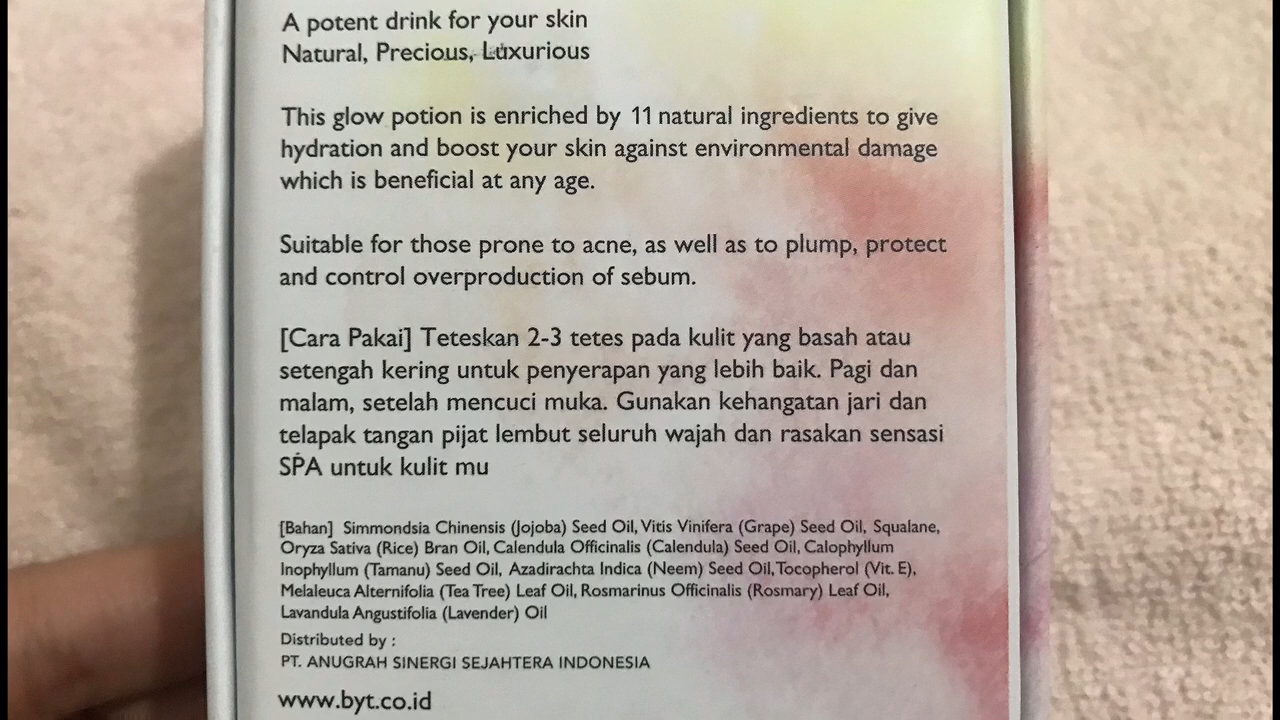 A potent drink for your skin
Natural, Precious, Luxurious
This glow potion is enriched by 11 natural ingredients to give
hydration and boost your skin against environmental damage
which is beneficial at any age.
Suitable for those prone to acne, as well as to plump, protect
and control overproduction of sebum.
[Cara Pakai] Teteskan 2-3 tetes pada kulit yang basah atau
setengah kering untuk penyerapan yang lebih baik. Pagi dan
malam, setelah mencuci muka. Gunakan kehangatan jari dan
telapak tangan pijat lembut seluruh wajah dan rasakan sensasi
SPA untuk kulit mu
[Bahan] Simmondsia Chinensis (Jojoba) Seed Oil, Vitis Vinifera (Grape) Seed Oil, Squalane,
Oryza Sativa (Rice) Bran Oil, Calendula Officinalis (Calendula) Seed Oil, Calophyllum
Inophyllum (Tamanu) Seed Oil, Azadirachta Indica (Neem) Seed Oil, Tocopherol (Vit. E),
Melaleuca Alternifolia (Tea Tree) Leaf Oil, Rosmarinus Officinalis (Rosmary) Leaf Oil,
Lavandula Angustifolia (Lavender) Oil
Distributed by :
PT. ANUGRAH SINERGI SEJAHTERA INDONESIA
www.byt.co.id